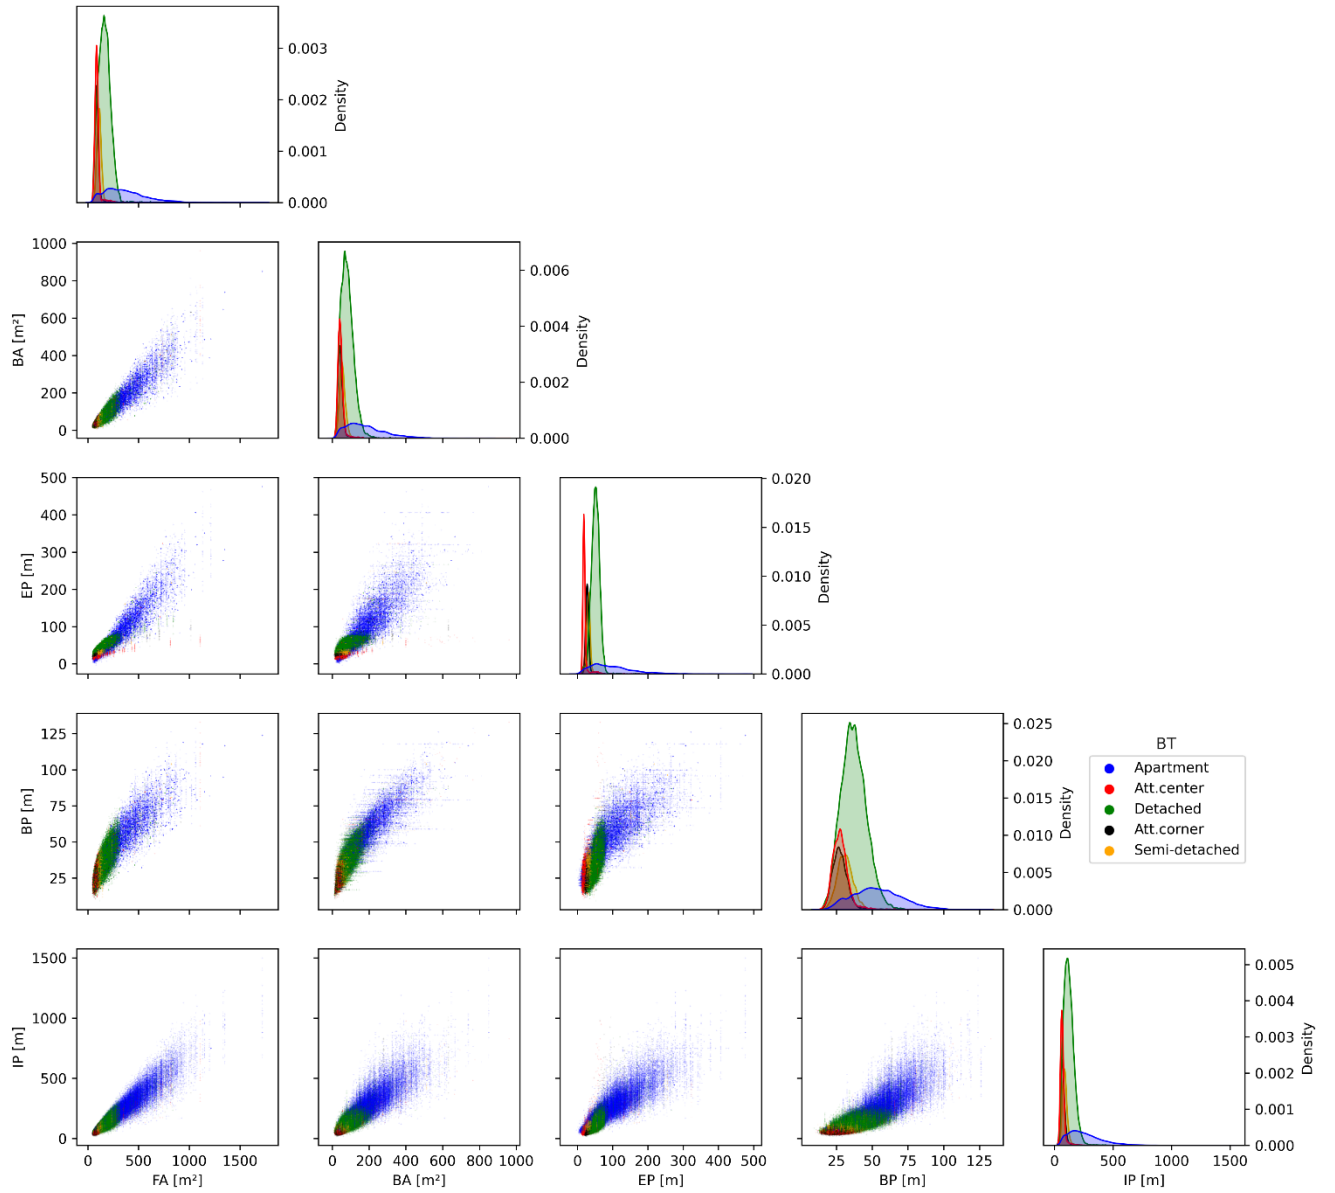 0.003
0.002
0.001
0.000
Density
1000
800
600
400
200
0
BA [m²]
0.006
0.004
0.002
0.000
Density
500
400
300
200
100
0
EP [m]
0.020
0.015
0.010
0.005
0.000
Density
125
100
75
50
25
BP [m]
0.025
0.020
0.015
0.010
0.005
0.000
Density
BT
Apartment
Att.center
Detached
Att.corner
Semi-detached
1500
1000
500
0
IP [m]
0.005
0.004
0.003
0.002
0.001
0.000
Density
0 500 1000 1500
0 200 400 600 800 1000
0 100 200 300 400 500
25 50 75 100 125
0 500 1000 1500
FA [m²]
BA [m²]
EP [m]
BP [m]
IP [m]